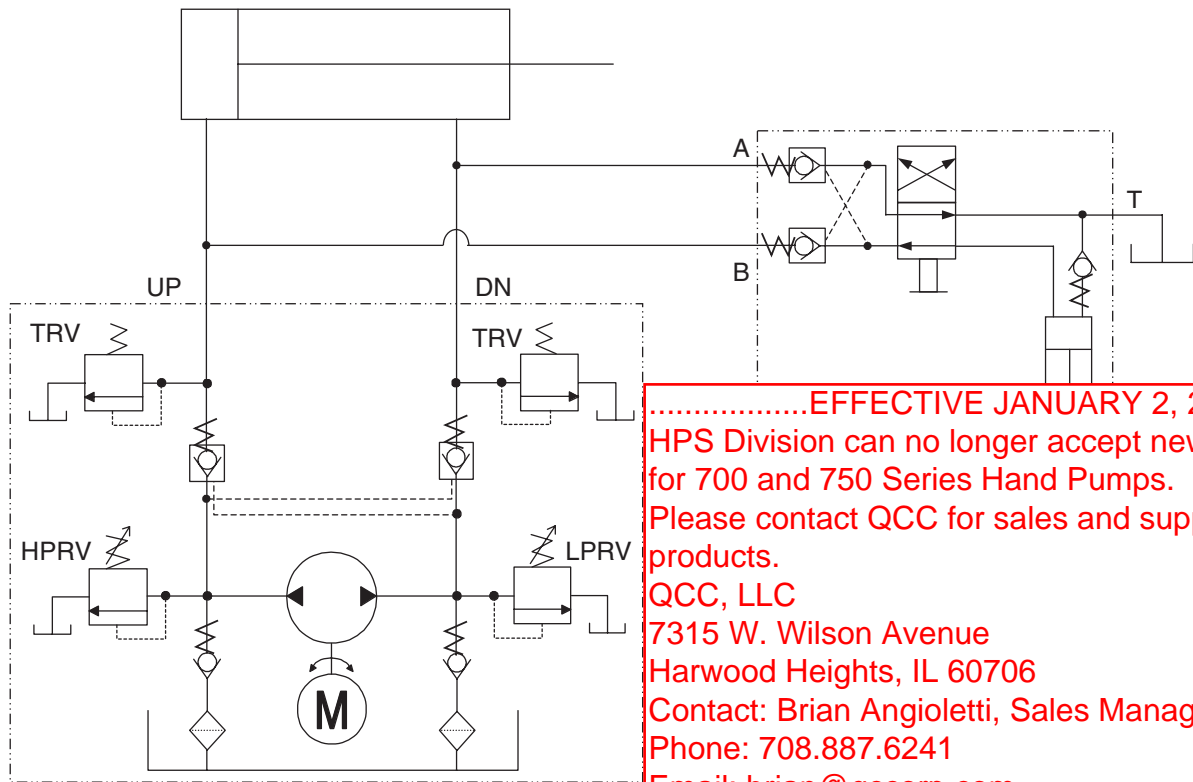 A
T
B
UP
DN
TRV
TRV
HPRV
LPRV
M
..................EFFECTIVE JANUARY 2, 2
HPS Division can no longer accept new
for 700 and 750 Series Hand Pumps.
Please contact QCC for sales and supp
products.
QCC, LLC
7315 W. Wilson Avenue
Harwood Heights, IL 60706
Contact: Brian Angioletti, Sales Manag
Phone: 708.887.6241